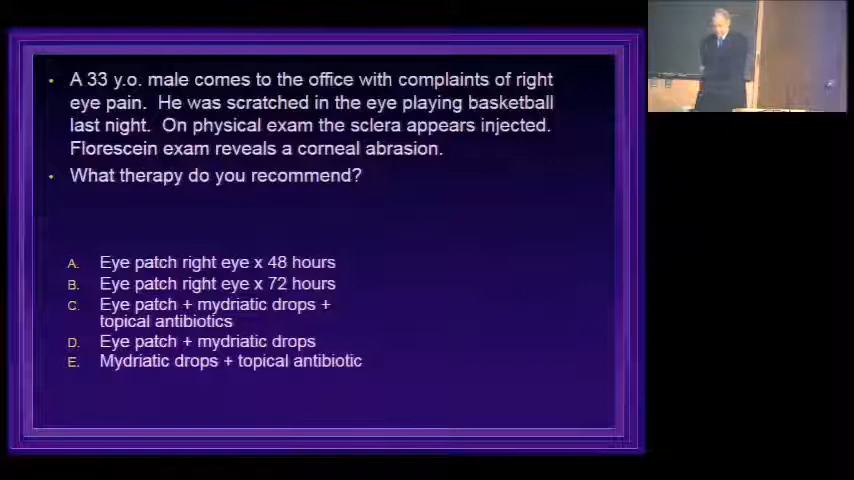 • A 33 y.o. male comes to the office with complaints of right
eye pain. He was scratched in the eye playing basketball
last night. On physical exam the sclera appears injected.
Florescein exam reveals a corneal abrasion.
• What therapy do you recommend?
A. Eye patch right eye x 48 hours
B. Eye patch right eye x 72 hours
C. Eye patch + mydriatic drops +
topical antibiotics
D. Eye patch + mydriatic drops
E. Mydriatic drops + topical antibiotic